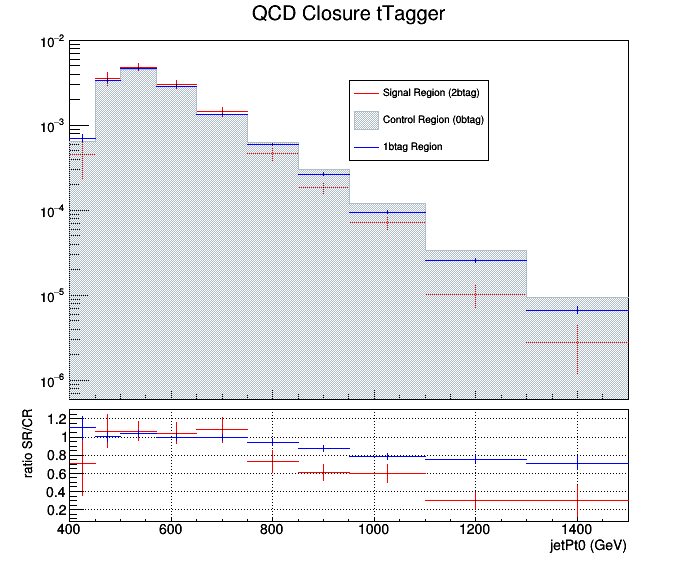 QCD Closure tTagger
10⁻²
10⁻³
10⁻⁴
10⁻⁵
10⁻⁶
Signal Region (2btag)
Control Region (0btag)
1btag Region
ratio SR/CR
1.2
1
0.8
0.6
0.4
0.2
400 600 800 1000 1200 1400
jetPt0 (GeV)